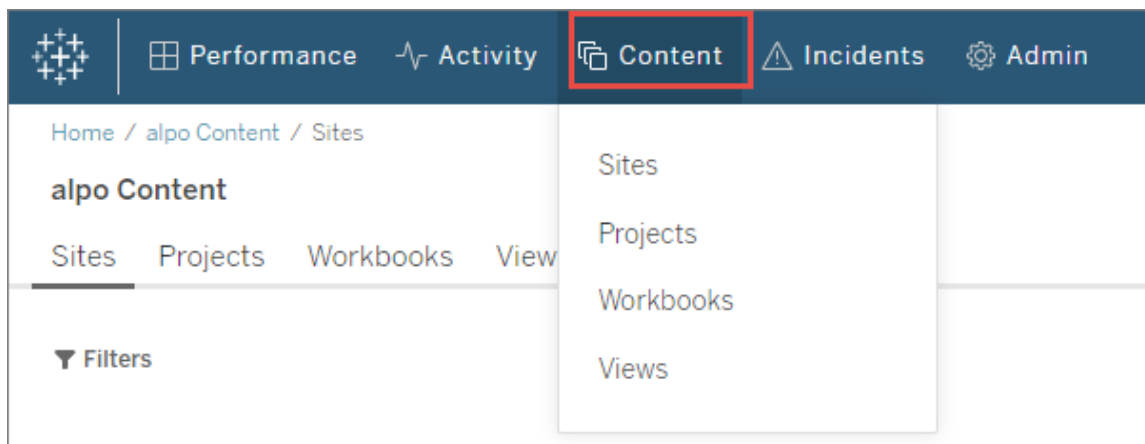 Performance Activity Content Incidents Admin
Home / alpo Content / Sites
alpo Content
Sites Projects Workbooks View
Filters
Sites
Projects
Workbooks
Views